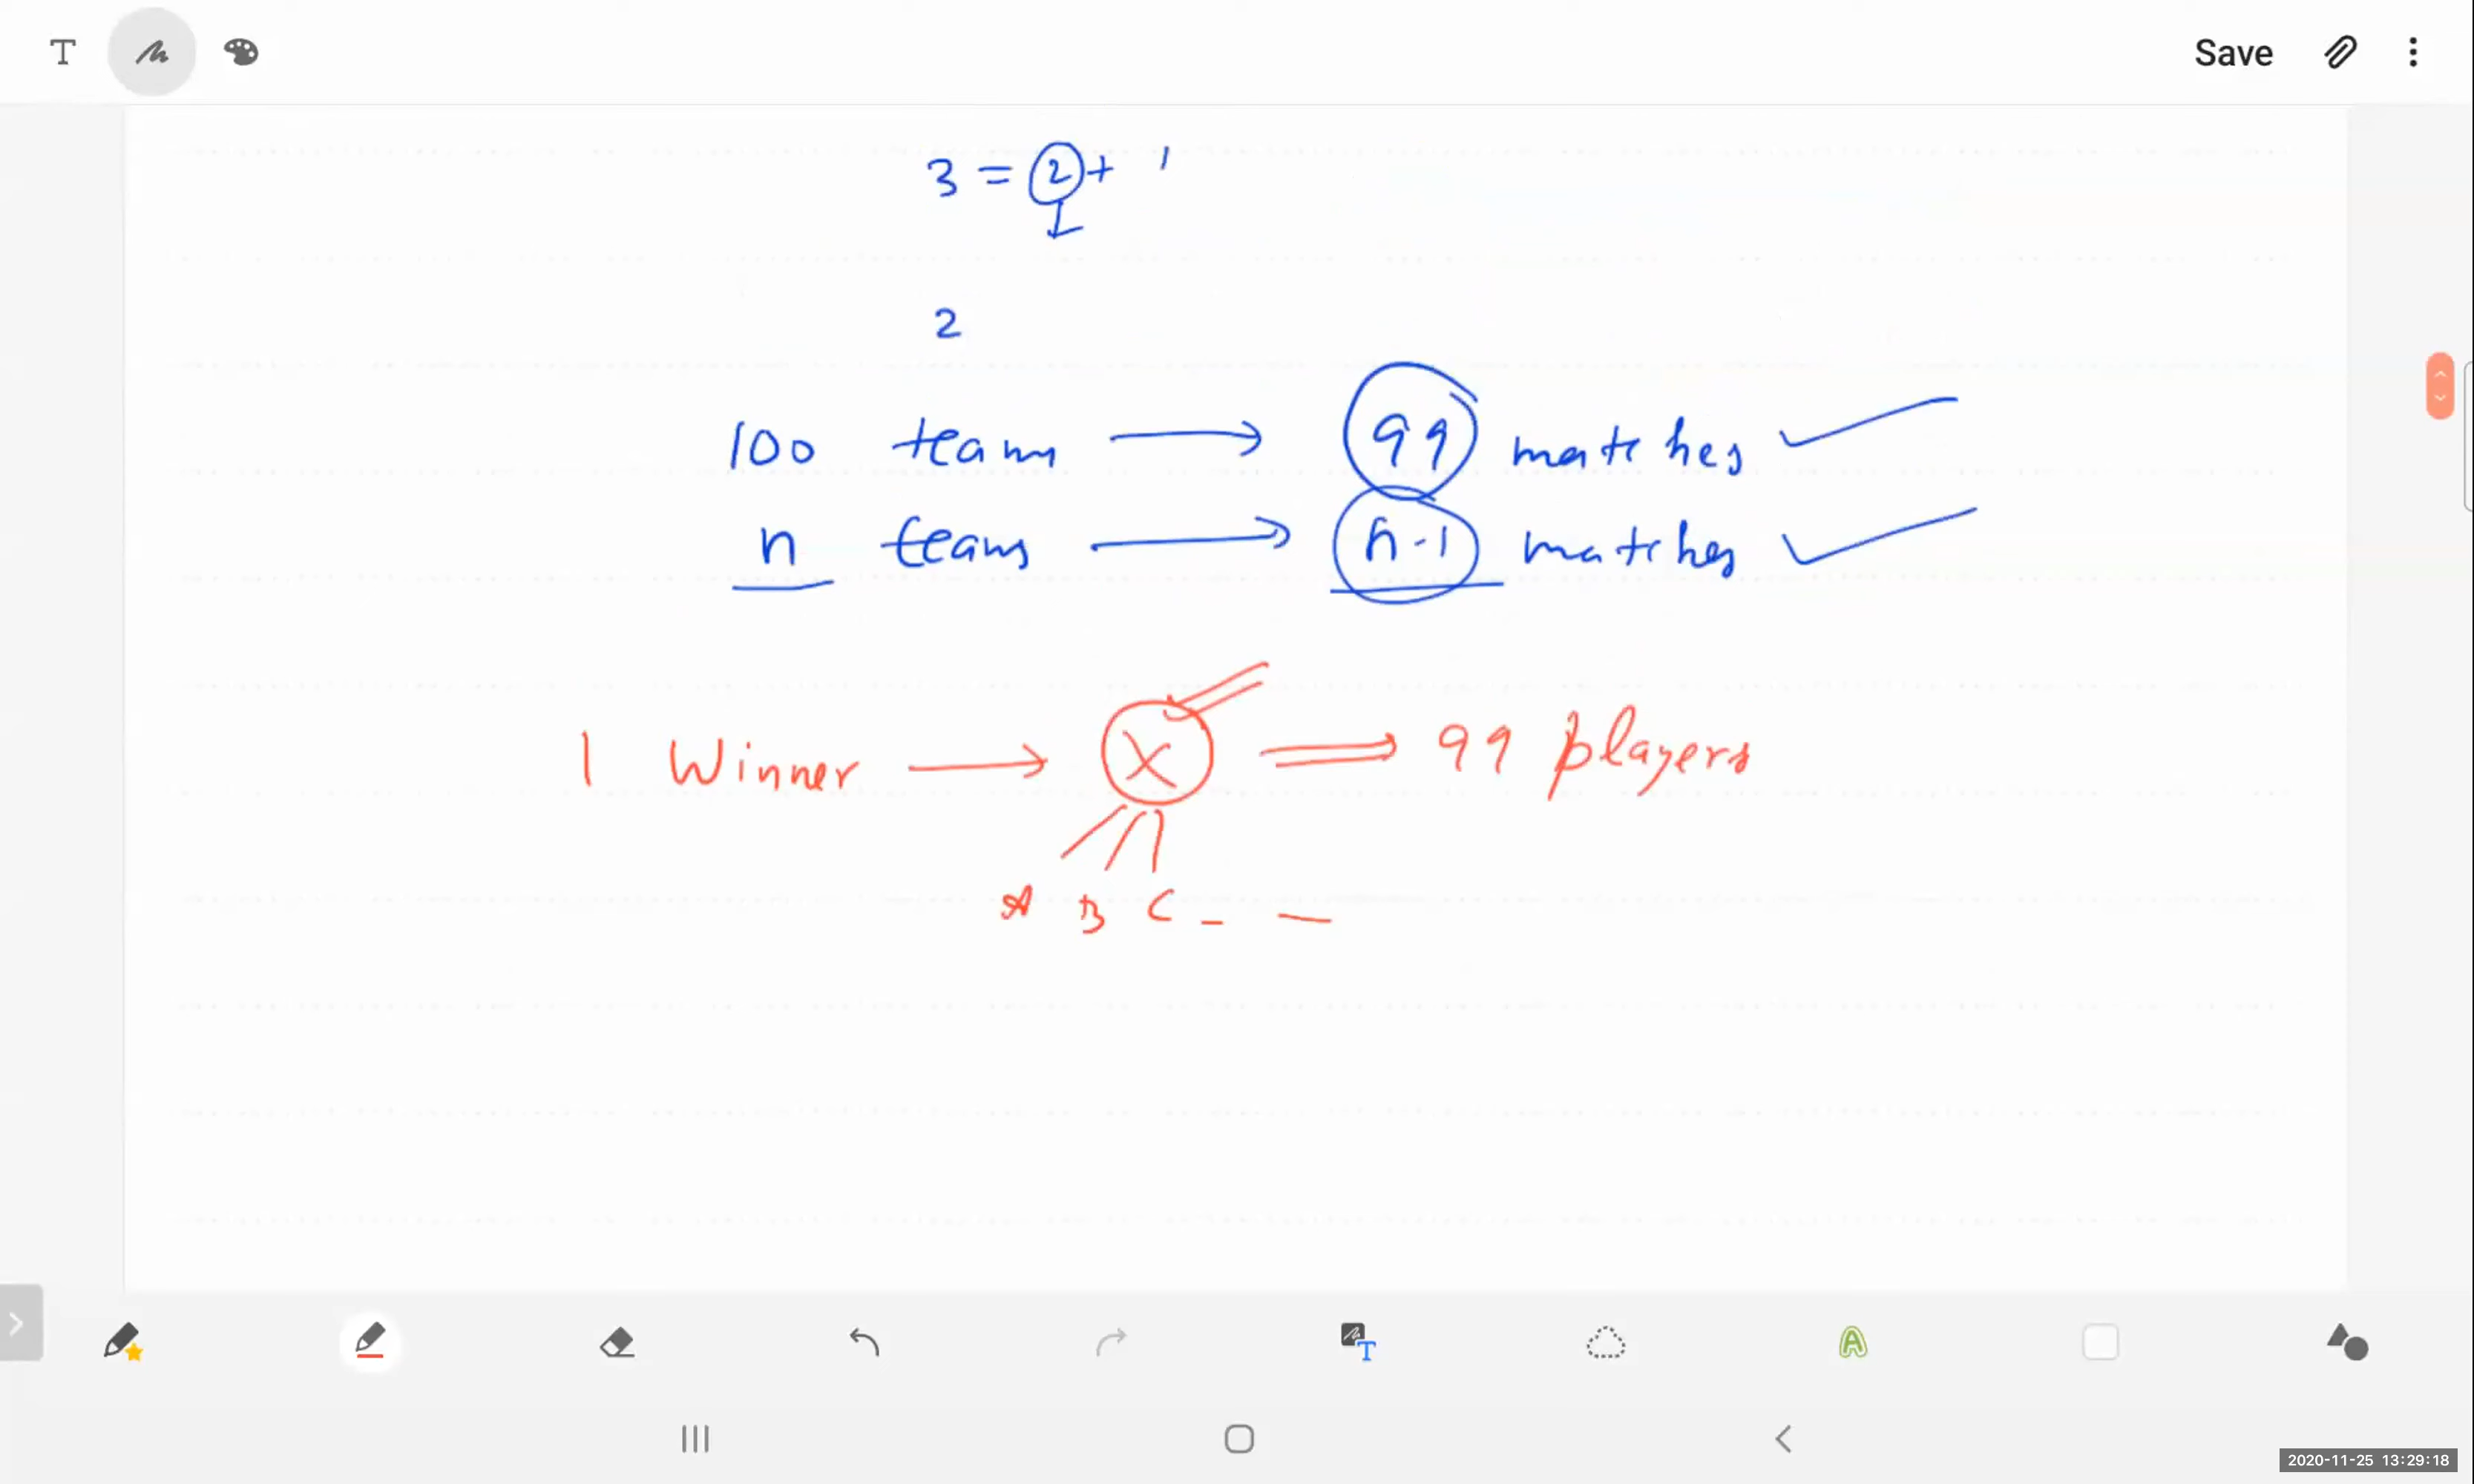 T Save
3 = 2 + 1
2
100 teams → 99 matches
n teams → n-1 matches
1 Winner → X ⇒ 99 players
A B C _ _
T A
2020-11-25 13:29:18